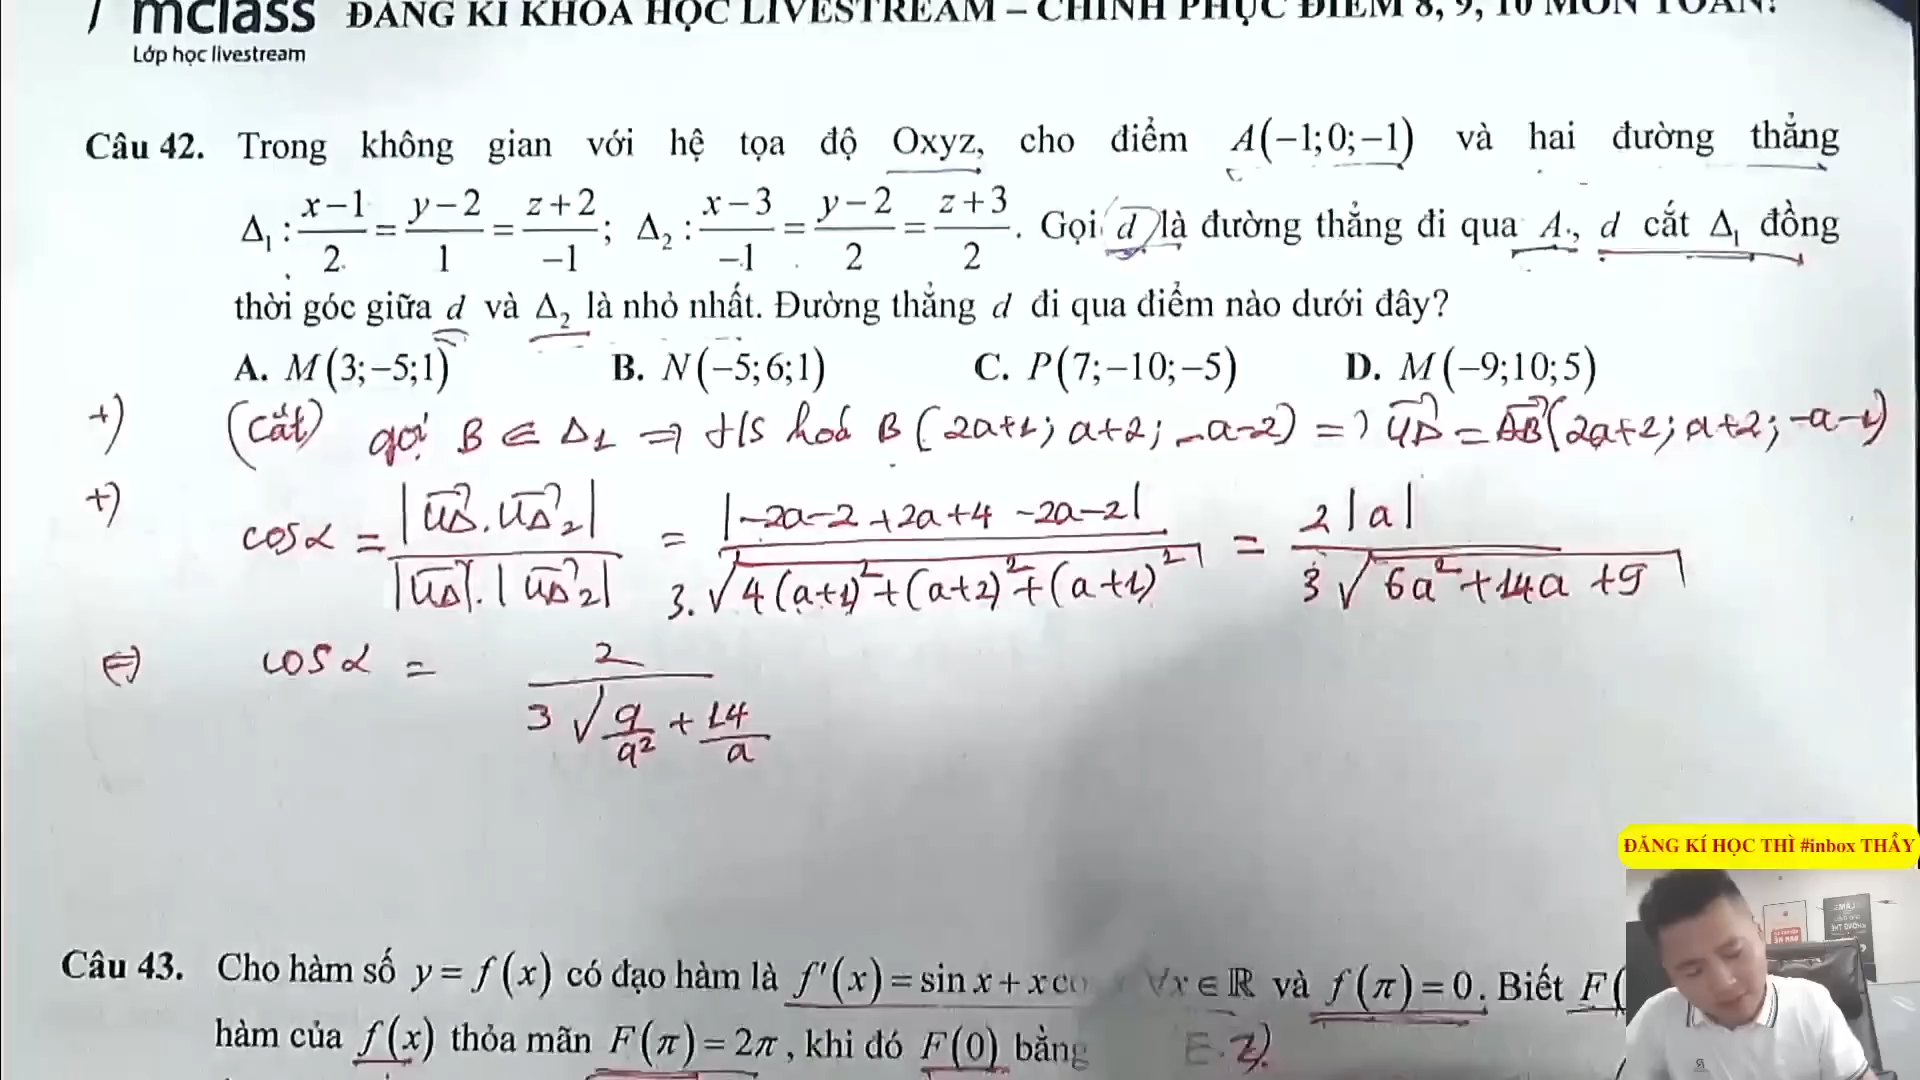 mclass ĐĂNG KÍ KHÓA HỌC LIVESTREAM – CHINH PHỤC ĐIỂM 8, 9, 10 MÔN TOÁN!
Lớp học livestream
Câu 42. Trong không gian với hệ tọa độ Oxyz, cho điểm A(−1;0;−1) và hai đường thẳng
Δ₁ : (x−1)/2 = (y−2)/1 = (z+2)/−1 ; Δ₂ : (x−3)/−1 = (y−2)/2 = (z+3)/2 . Gọi d là đường thẳng đi qua A, d cắt Δ₁ đồng
thời góc giữa d và Δ₂ là nhỏ nhất. Đường thẳng d đi qua điểm nào dưới đây?
A. M(3;−5;1) B. N(−5;6;1) C. P(7;−10;−5) D. M(−9;10;5)
+) (Cắt) gọi B ∈ Δ1 ⇒ t/s hoá B (2a+1; a+2; −a−2) ⇒ u⃗Δ = AB⃗ (2a+2; a+2; −a−1)
+) cosα = |u⃗Δ . u⃗Δ2| / |u⃗Δ| . |u⃗Δ2| = |−2a−2 +2a+4 −2a−2| / 3.√(4(a+1)² + (a+2)² + (a+1)²) = 2|a| / 3√(6a² + 14a + 9)
⇔) cosα = 2 / 3√(9/a² + 14/a
ĐĂNG KÍ HỌC THÌ #inbox THẦY
Câu 43. Cho hàm số y = f(x) có đạo hàm là f′(x) = sin x + x co ∀x ∈ ℝ và f(π) = 0. Biết F(
hàm của f(x) thỏa mãn F(π) = 2π, khi đó F(0) bằng